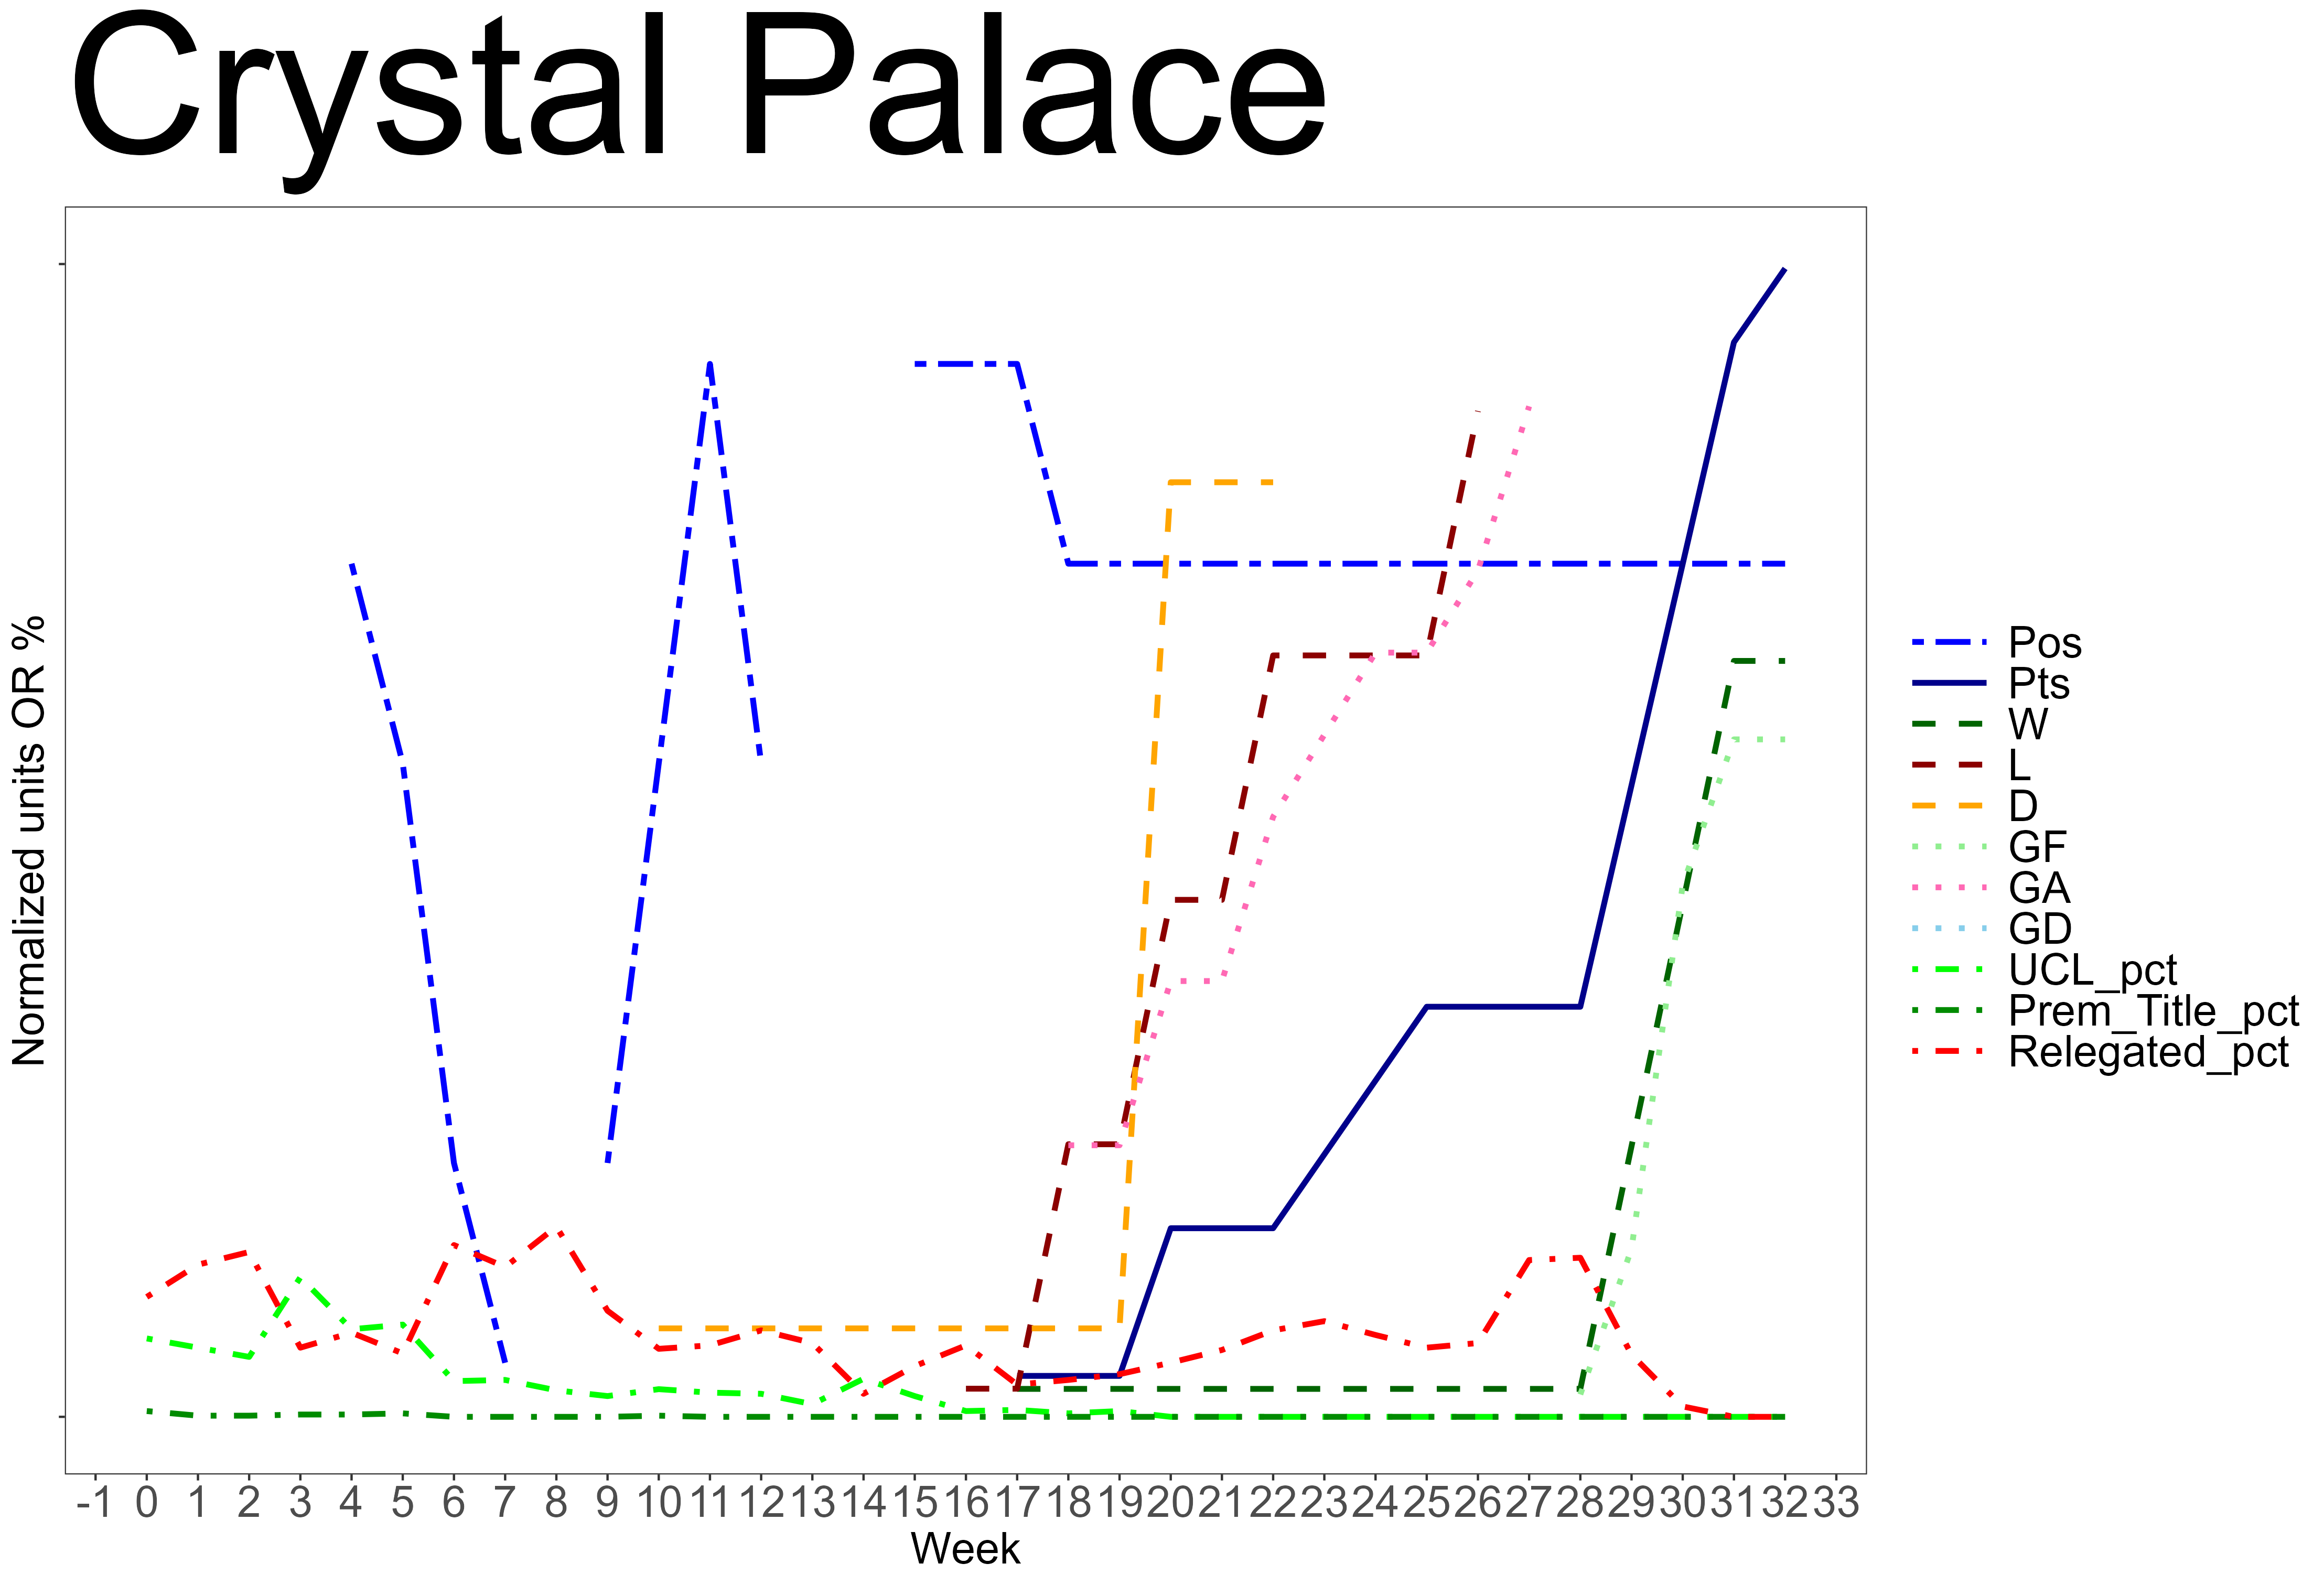 Crystal Palace
Normalized units OR %
Pos
Pts
W
L
D
GF
GA
GD
UCL_pct
Prem_Title_pct
Relegated_pct
-1 0 1 2 3 4 5 6 7 8 9 10 11 12 13 14 15 16 17 18 19 20 21 22 23 24 25 26 27 28 29 30 31 32 33
Week